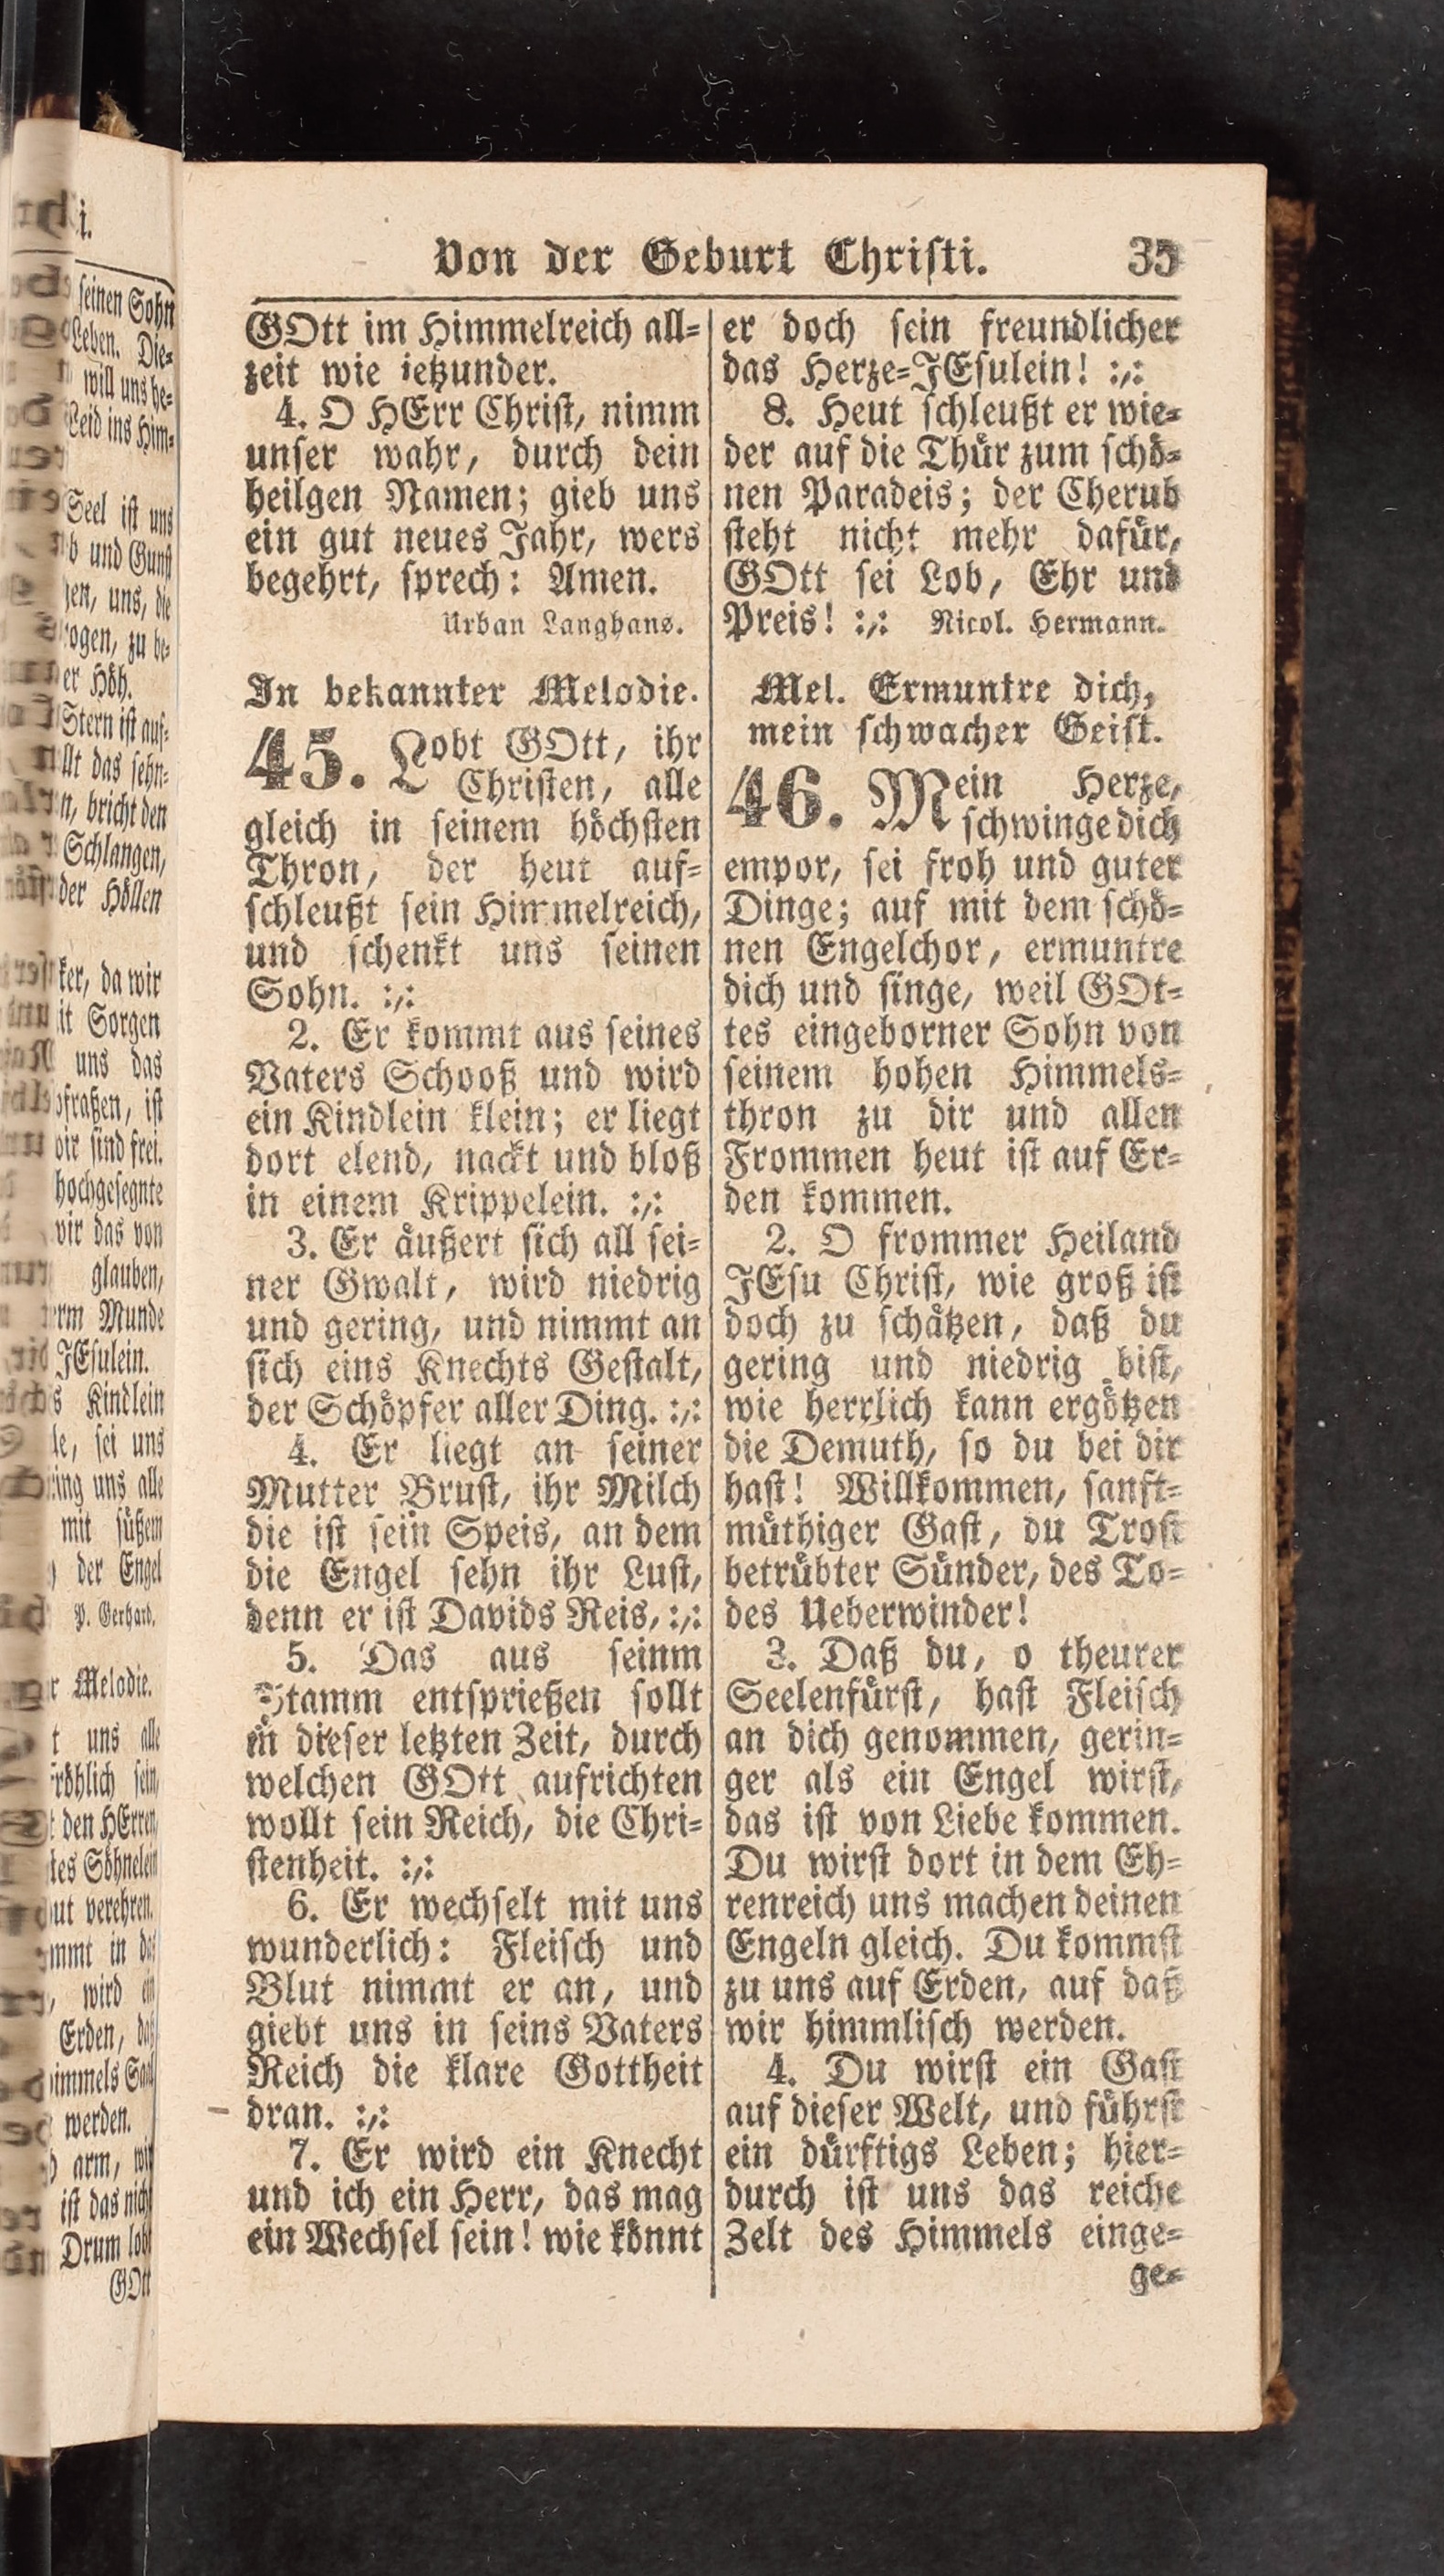 Von der Geburt Christi. 35
GOtt im Himmelreich all-
zeit wie ietzunder.
4. O HErr Christ, nimm
unser wahr, durch dein
heilgen Namen; gieb uns
ein gut neues Jahr, wers
begehrt, sprech: Amen.
Urban Langhans.
In bekannter Melodie.
45. Lobt GOtt, ihr
Christen, alle
gleich in seinem höchsten
Thron, der heut auf-
schleußt sein Himmelreich,
und schenkt uns seinen
Sohn. :,:
2. Er kommt aus seines
Vaters Schooß und wird
ein Kindlein klein; er liegt
dort elend, nackt und bloß
in einem Krippelein. :,:
3. Er äußert sich all sei-
ner Gwalt, wird niedrig
und gering, und nimmt an
sich eins Knechts Gestalt,
der Schöpfer aller Ding. :,:
4. Er liegt an seiner
Mutter Brust, ihr Milch
die ist sein Speis, an dem
die Engel sehn ihr Lust,
denn er ist Davids Reis, :,:
5. Das aus seinm
Stamm entsprießen sollt
in dieser letzten Zeit, durch
welchen GOtt aufrichten
wollt sein Reich, die Chri-
stenheit. :,:
6. Er wechselt mit uns
wunderlich: Fleisch und
Blut nimmt er an, und
giebt uns in seins Vaters
Reich die klare Gottheit
dran. :,:
7. Er wird ein Knecht
und ich ein Herr, das mag
ein Wechsel sein! wie könnt
er doch sein freundlicher
das Herze-JEsulein! :,:
8. Heut schleußt er wie-
der auf die Thür zum schö-
nen Paradeis; der Cherub
steht nicht mehr dafür,
GOtt sei Lob, Ehr und
Preis! :,: Nicol. Hermann.
Mel. Ermuntre dich,
mein schwacher Geist.
46. Mein Herze,
schwinge dich
empor, sei froh und guter
Dinge; auf mit dem schö-
nen Engelchor, ermuntre
dich und singe, weil GOt-
tes eingeborner Sohn von
seinem hohen Himmels-
thron zu dir und allen
Frommen heut ist auf Er-
den kommen.
2. O frommer Heiland
JEsu Christ, wie groß ist
doch zu schätzen, daß du
gering und niedrig bist,
wie herrlich kann ergötzen
die Demuth, so du bei dir
hast! Willkommen, sanft-
müthiger Gast, du Trost
betrübter Sünder, des To-
des Ueberwinder!
3. Daß du, o theurer
Seelenfürst, hast Fleisch
an dich genommen, gerin-
ger als ein Engel wirst,
das ist von Liebe kommen.
Du wirst dort in dem Eh-
renreich uns machen deinen
Engeln gleich. Du kommst
zu uns auf Erden, auf daß
wir himmlisch werden.
4. Du wirst ein Gast
auf dieser Welt, und führst
ein dürftigs Leben; hier-
durch ist uns das reiche
Zelt des Himmels einge-
ge-